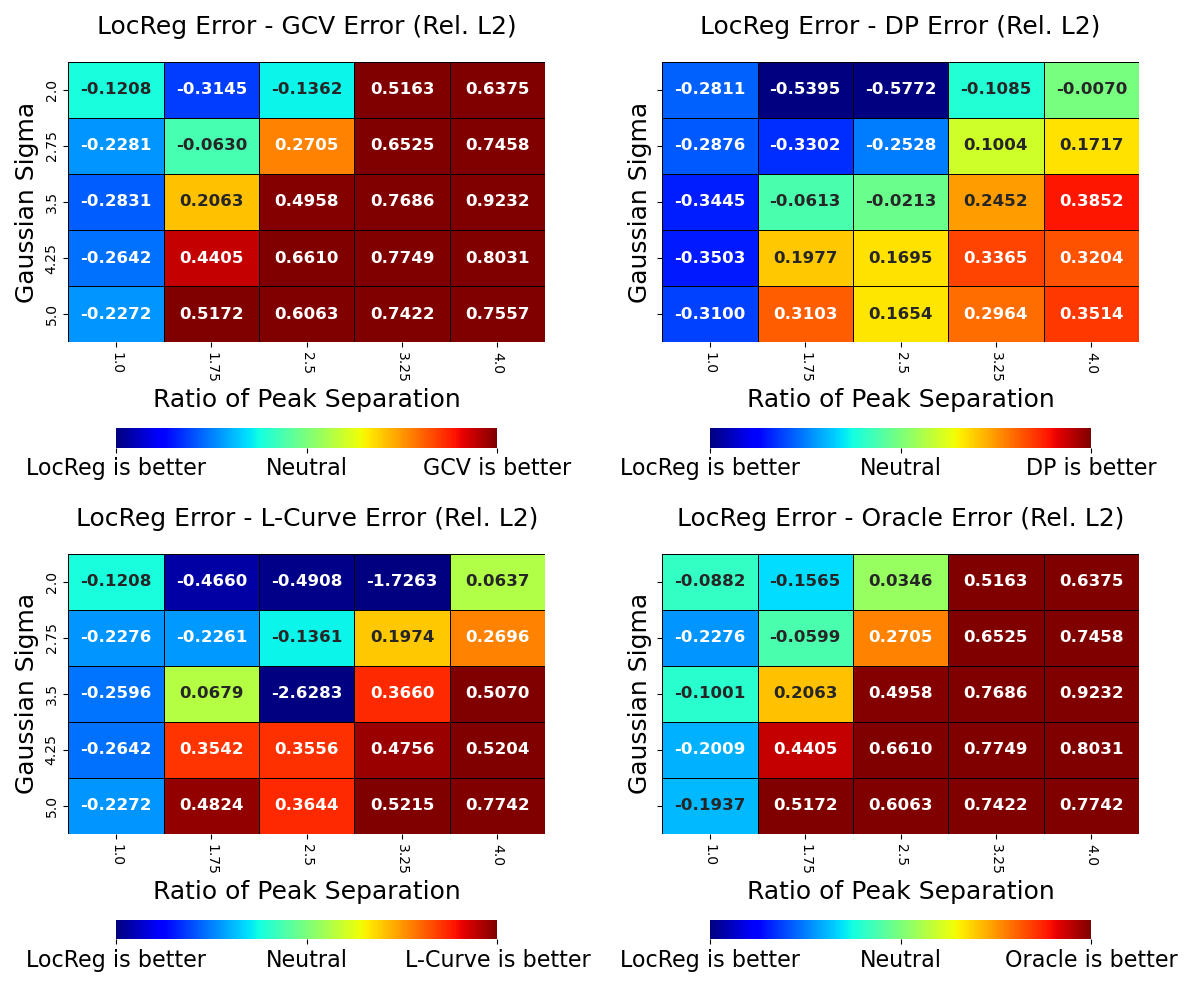 LocReg Error - GCV Error (Rel. L2)
Gaussian Sigma
2.0 -0.1208 -0.3145 -0.1362 0.5163 0.6375
2.75 -0.2281 -0.0630 0.2705 0.6525 0.7458
3.5 -0.2831 0.2063 0.4958 0.7686 0.9232
4.25 -0.2642 0.4405 0.6610 0.7749 0.8031
5.0 -0.2272 0.5172 0.6063 0.7422 0.7557
1.0 1.75 2.5 3.25 4.0
Ratio of Peak Separation
LocReg is better Neutral GCV is better
LocReg Error - DP Error (Rel. L2)
Gaussian Sigma
-0.2811 -0.5395 -0.5772 -0.1085 -0.0070
-0.2876 -0.3302 -0.2528 0.1004 0.1717
-0.3445 -0.0613 -0.0213 0.2452 0.3852
-0.3503 0.1977 0.1695 0.3365 0.3204
-0.3100 0.3103 0.1654 0.2964 0.3514
1.0 1.75 2.5 3.25 4.0
Ratio of Peak Separation
LocReg is better Neutral DP is better
LocReg Error - L-Curve Error (Rel. L2)
Gaussian Sigma
2.0 -0.1208 -0.4660 -0.4908 -1.7263 0.0637
2.75 -0.2276 -0.2261 -0.1361 0.1974 0.2696
3.5 -0.2596 0.0679 -2.6283 0.3660 0.5070
4.25 -0.2642 0.3542 0.3556 0.4756 0.5204
5.0 -0.2272 0.4824 0.3644 0.5215 0.7742
1.0 1.75 2.5 3.25 4.0
Ratio of Peak Separation
LocReg is better Neutral L-Curve is better
LocReg Error - Oracle Error (Rel. L2)
Gaussian Sigma
-0.0882 -0.1565 0.0346 0.5163 0.6375
-0.2276 -0.0599 0.2705 0.6525 0.7458
-0.1001 0.2063 0.4958 0.7686 0.9232
-0.2009 0.4405 0.6610 0.7749 0.8031
-0.1937 0.5172 0.6063 0.7422 0.7742
1.0 1.75 2.5 3.25 4.0
Ratio of Peak Separation
LocReg is better Neutral Oracle is better